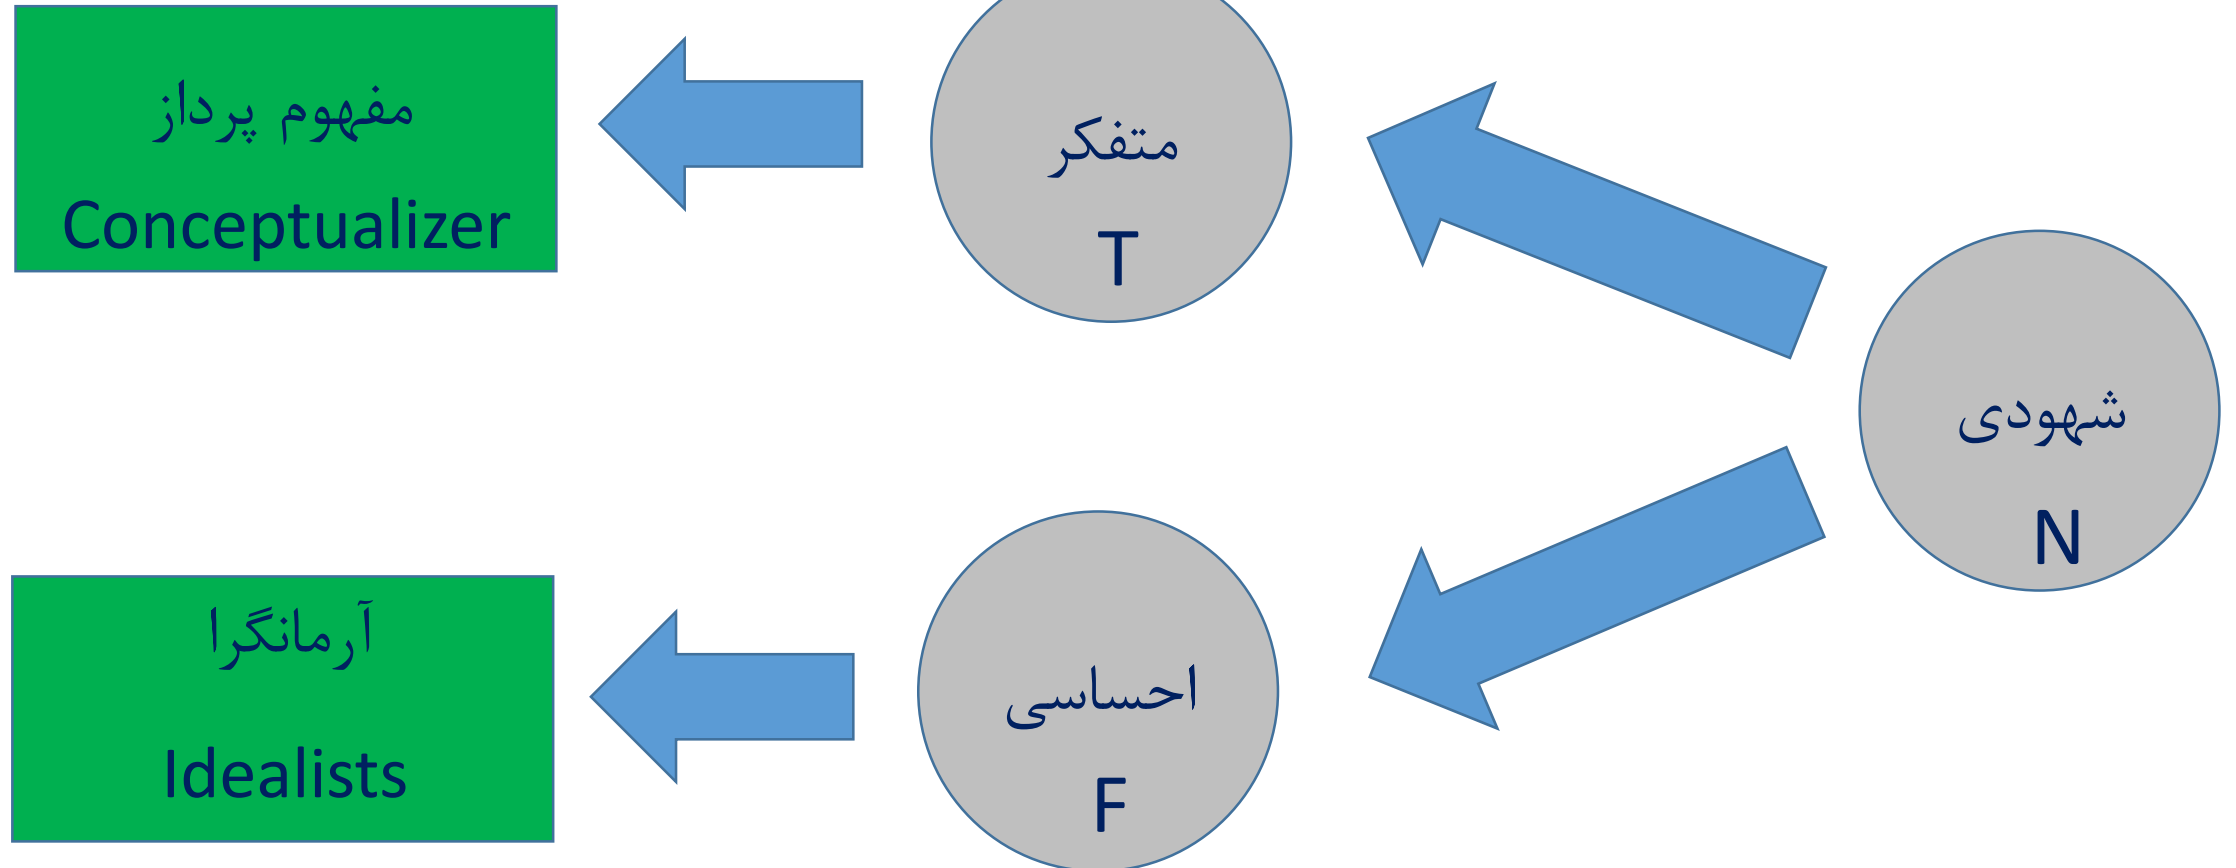 شهودی
N
متفکر
T
مفهوم پرداز
Conceptualizer
احساسی
F
آرمانگرا
Idealists